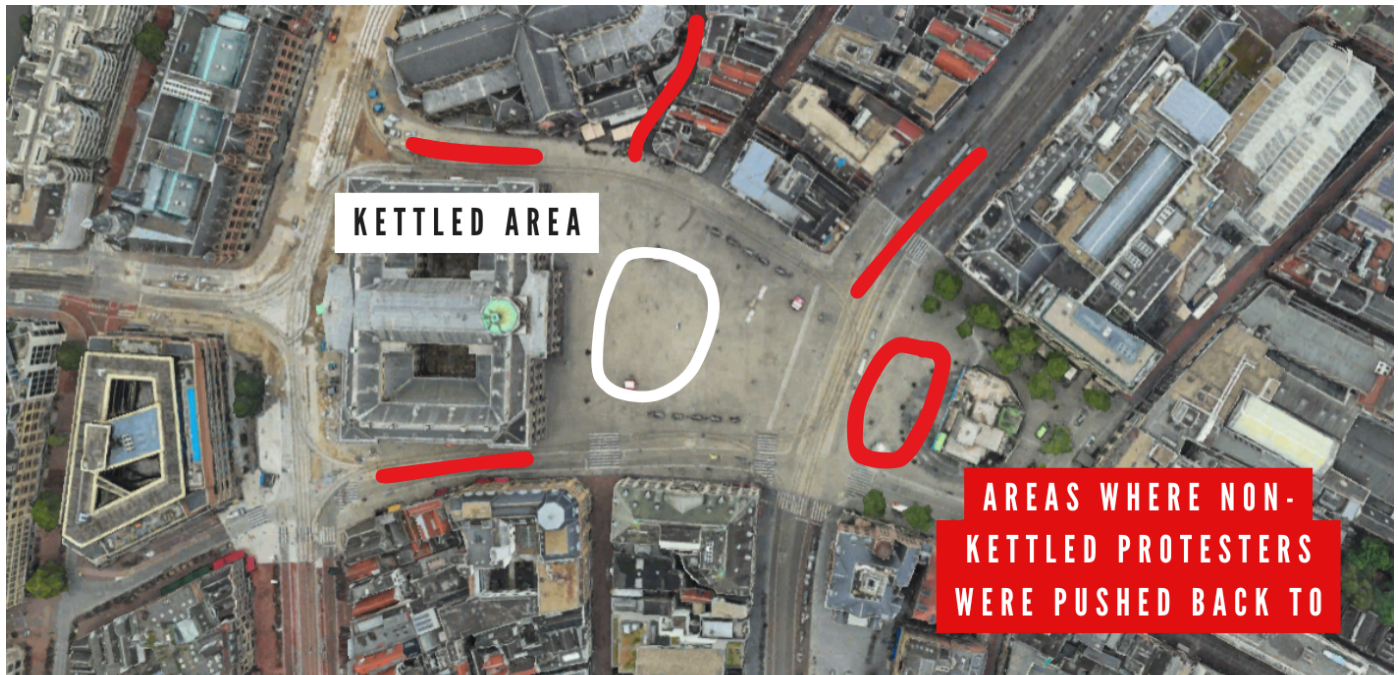 KETTLED AREA
AREAS WHERE NON-
KETTLED PROTESTERS
WERE PUSHED BACK TO